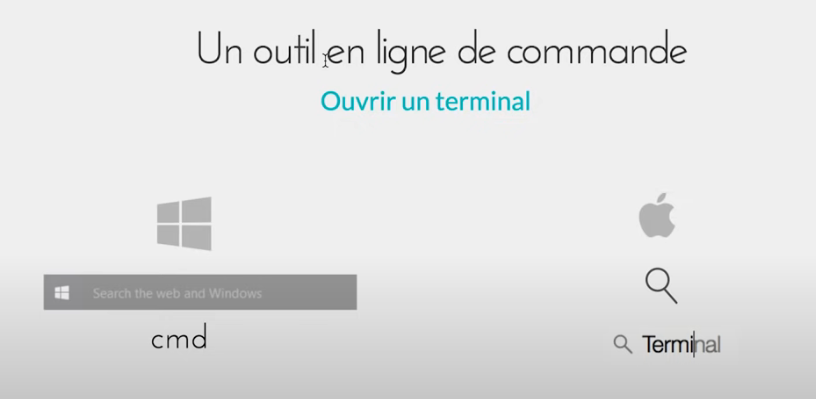 Un outil en ligne de commande
Ouvrir un terminal
Search the web and Windows
cmd
Terminal